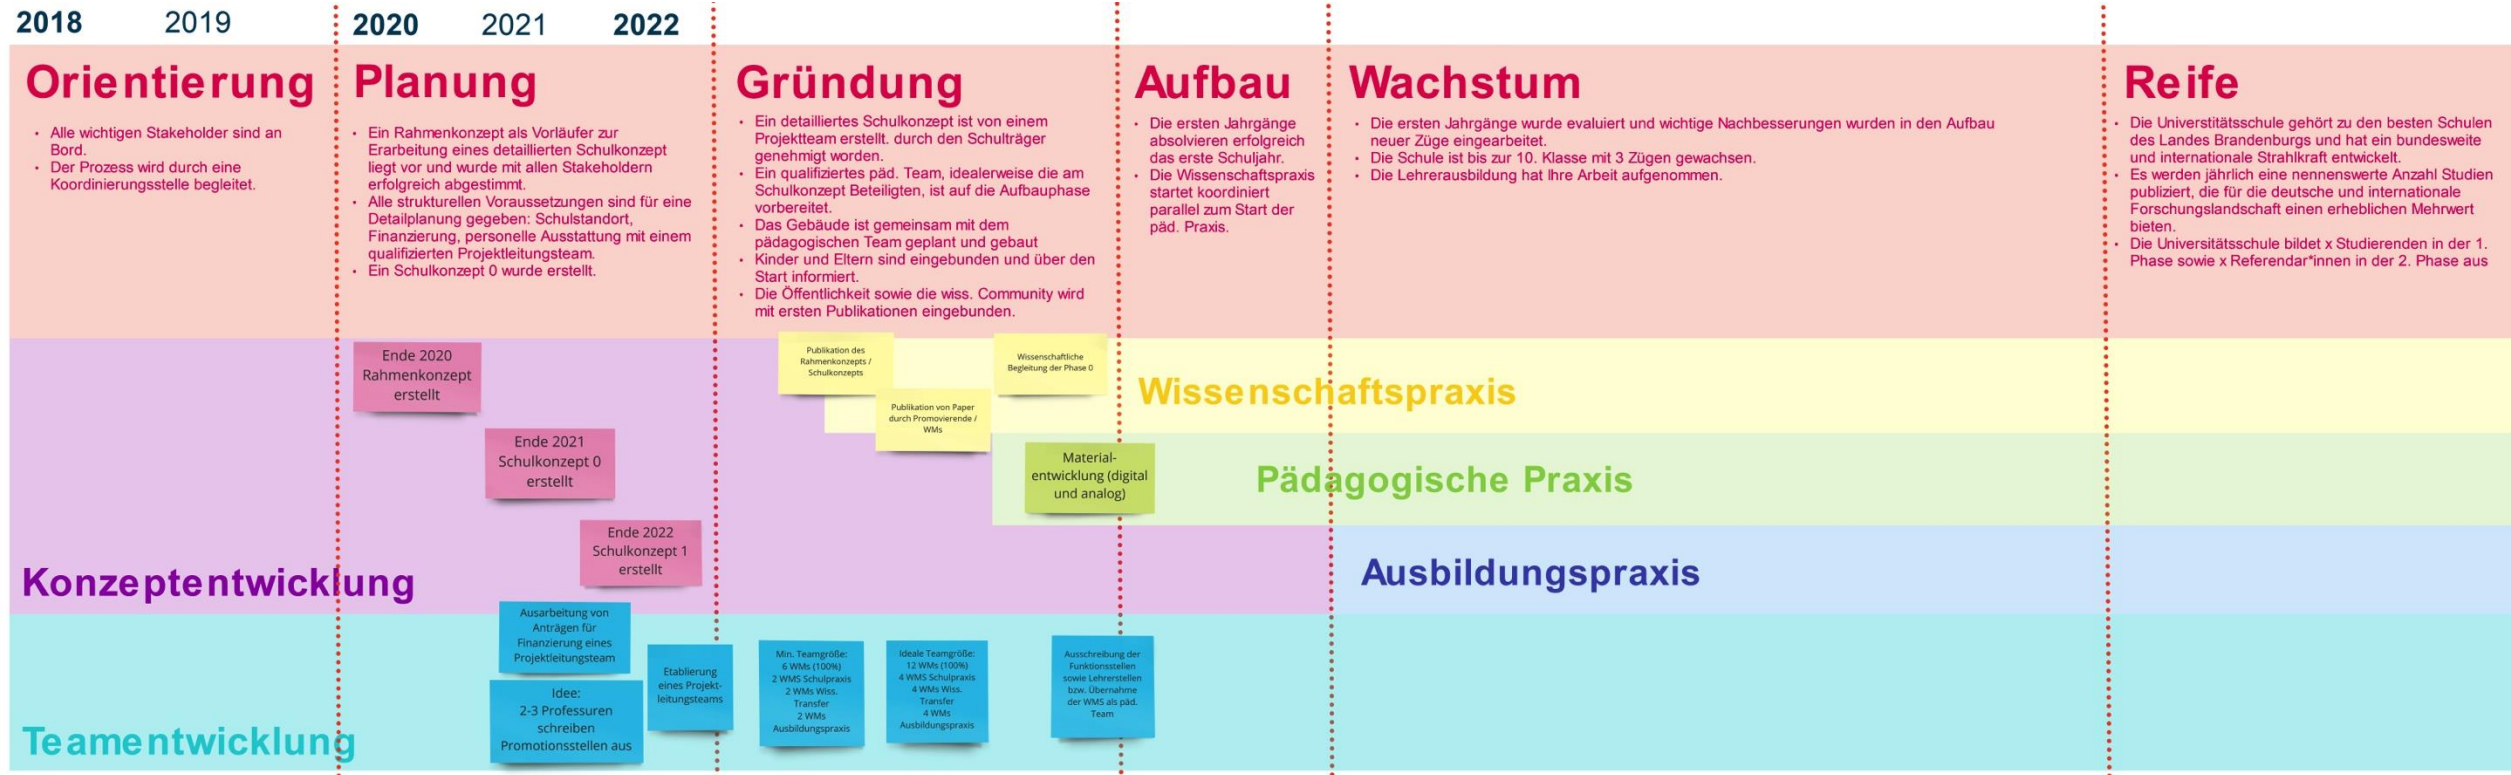 2018
2019
2020
2021
2022
Orientierung
• Alle wichtigen Stakeholder sind an
Bord.
• Der Prozess wird durch eine
Koordinierungsstelle begleitet.
Planung
• Ein Rahmenkonzept als Vorläufer zur
Erarbeitung eines detaillierten Schulkonzept
liegt vor und wurde mit allen Stakeholdern
erfolgreich abgestimmt.
• Alle strukturellen Voraussetzungen sind für eine
Detailplanung gegeben: Schulstandort,
Finanzierung, personelle Ausstattung mit einem
qualifizierten Projektleitungsteam.
• Ein Schulkonzept 0 wurde erstellt.
Gründung
• Ein detailliertes Schulkonzept ist von einem
Projektteam erstellt. durch den Schulträger
genehmigt worden.
• Ein qualifiziertes päd. Team, idealerweise die am
Schulkonzept Beteiligten, ist auf die Aufbauphase
vorbereitet.
• Das Gebäude ist gemeinsam mit dem
pädagogischen Team geplant und gebaut
• Kinder und Eltern sind eingebunden und über den
Start informiert.
• Die Öffentlichkeit sowie die wiss. Community wird
mit ersten Publikationen eingebunden.
Aufbau
• Die ersten Jahrgänge
absolvieren erfolgreich
das erste Schuljahr.
• Die Wissenschaftspraxis
startet koordiniert
parallel zum Start der
päd. Praxis.
Wachstum
• Die ersten Jahrgänge wurde evaluiert und wichtige Nachbesserungen wurden in den Aufbau
neuer Züge eingearbeitet.
• Die Schule ist bis zur 10. Klasse mit 3 Zügen gewachsen.
• Die Lehrerausbildung hat Ihre Arbeit aufgenommen.
Reife
• Die Universtitätsschule gehört zu den besten Schulen
des Landes Brandenburgs und hat ein bundesweite
und internationale Strahlkraft entwickelt.
• Es werden jährlich eine nennenswerte Anzahl Studien
publiziert, die für die deutsche und internationale
Forschungslandschaft einen erheblichen Mehrwert
bieten.
• Die Universitätsschule bildet x Studierenden in der 1.
Phase sowie x Referendar*innen in der 2. Phase aus
Ende 2020
Rahmenkonzept
erstellt
Ende 2021
Schulkonzept 0
erstellt
Ende 2022
Schulkonzept 1
erstellt
Publikation des
Rahmenkonzepts /
Schulkonzepts
Publikation von Paper
durch Promovierende /
WMs
Wissenschaftliche
Begleitung der Phase 0
Wissenschaftspraxis
Material-
entwicklung (digital
und analog)
Pädagogische Praxis
Konzeptentwicklung
Ausbildungspraxis
Ausarbeitung von
Anträgen für
Finanzierung eines
Projektleitungsteam
Idee:
2-3 Professuren
schreiben
Promotionsstellen aus
Etablierung
eines Projekt-
leitungsteams
Min. Teamgröße:
6 WMs (100%)
2 WMS Schulpraxis
2 WMs Wiss.
Transfer
2 WMs
Ausbildungspraxis
Ideale Teamgröße:
12 WMs (100%)
4 WMS Schulpraxis
4 WMs Wiss.
Transfer
4 WMs
Ausbildungspraxis
Ausschreibung der
Funktionsstellen
sowie Lehrerstellen
bzw. Übernahme
der WMS als päd.
Team
Teamentwicklung